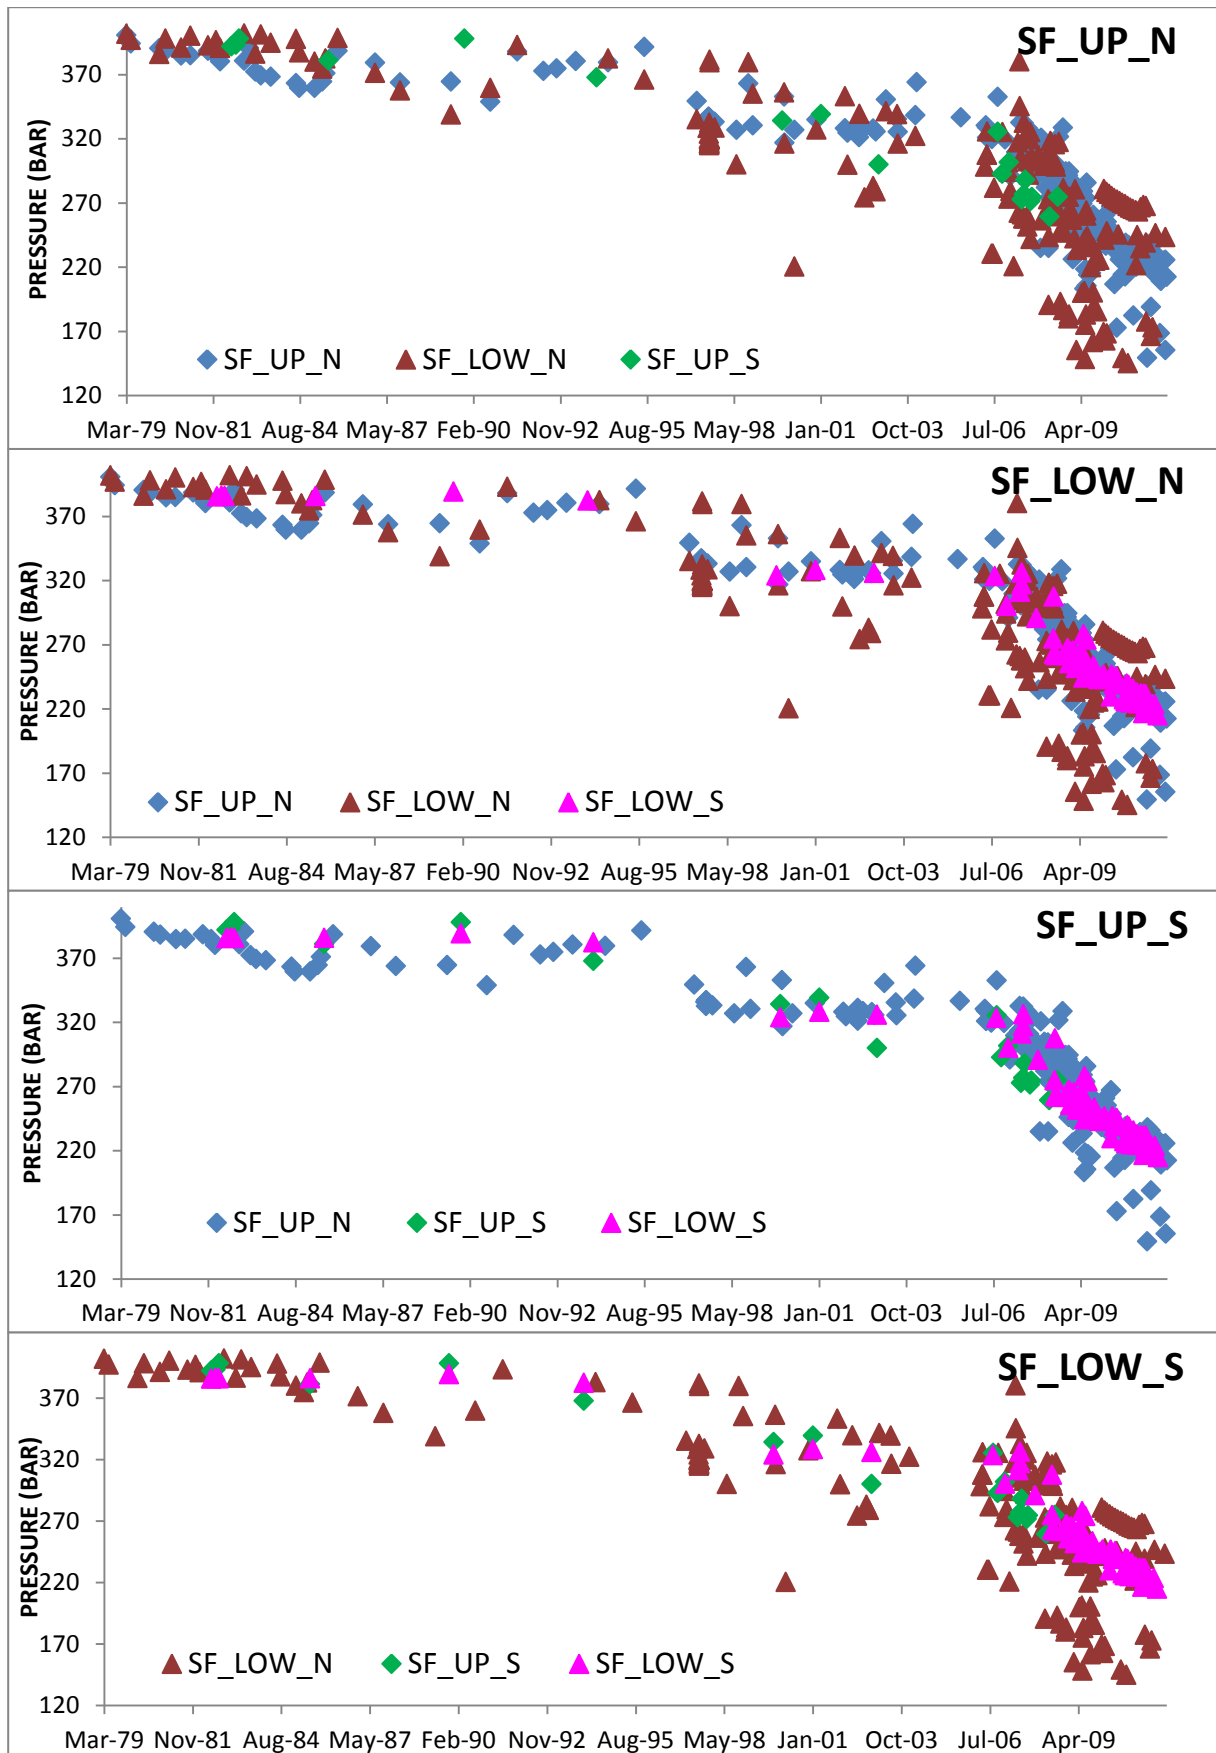 SF_UP_N
PRESSURE (BAR)
370
320
270
220
170
120
SF_UP_N SF_LOW_N SF_UP_S
Mar-79 Nov-81 Aug-84 May-87 Feb-90 Nov-92 Aug-95 May-98 Jan-01 Oct-03 Jul-06 Apr-09
SF_LOW_N
PRESSURE (BAR)
370
320
270
220
170
120
SF_UP_N SF_LOW_N SF_LOW_S
Mar-79 Nov-81 Aug-84 May-87 Feb-90 Nov-92 Aug-95 May-98 Jan-01 Oct-03 Jul-06 Apr-09
SF_UP_S
PRESSURE (BAR)
370
320
270
220
170
120
SF_UP_N SF_UP_S SF_LOW_S
Mar-79 Nov-81 Aug-84 May-87 Feb-90 Nov-92 Aug-95 May-98 Jan-01 Oct-03 Jul-06 Apr-09
SF_LOW_S
PRESSURE (BAR)
370
320
270
220
170
120
SF_LOW_N SF_UP_S SF_LOW_S
Mar-79 Nov-81 Aug-84 May-87 Feb-90 Nov-92 Aug-95 May-98 Jan-01 Oct-03 Jul-06 Apr-09